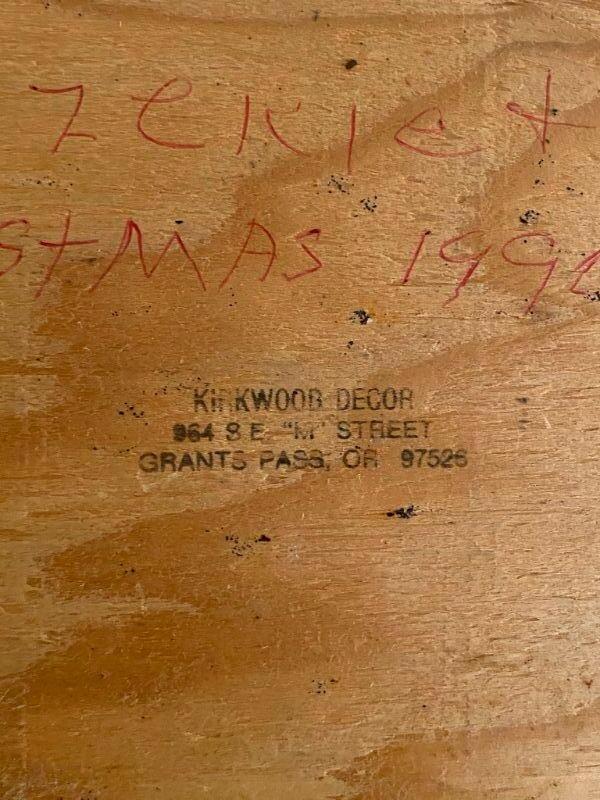 StMAS 199
KIRKWOOD DECOR
964 S E "M" STREET
GRANTS PASS, OR 97526